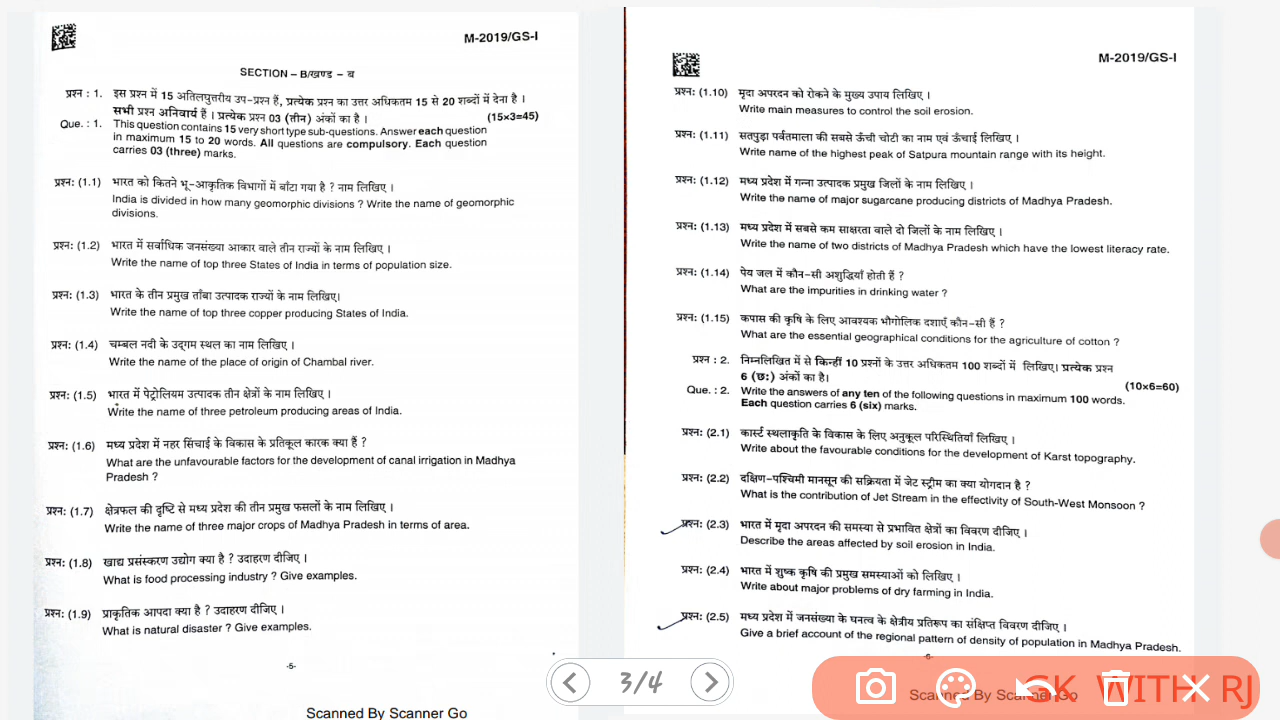 M-2019/GS-I
SECTION – B/खण्ड – ब
प्रश्न : 1. इस प्रश्न में 15 अतिलघुत्तरीय उप-प्रश्न हैं, प्रत्येक प्रश्न का उत्तर अधिकतम 15 से 20 शब्दों में देना है ।
सभी प्रश्न अनिवार्य हैं । प्रत्येक प्रश्न 03 (तीन) अंकों का है । (15×3=45)
Que. : 1. This question contains 15 very short type sub-questions. Answer each question
in maximum 15 to 20 words. All questions are compulsory. Each question
carries 03 (three) marks.
प्रश्न: (1.1) भारत को कितने भू-आकृतिक विभागों में बाँटा गया है ? नाम लिखिए ।
India is divided in how many geomorphic divisions ? Write the name of geomorphic
divisions.
प्रश्न: (1.2) भारत में सर्वाधिक जनसंख्या आकार वाले तीन राज्यों के नाम लिखिए ।
Write the name of top three States of India in terms of population size.
प्रश्न: (1.3) भारत के तीन प्रमुख ताँबा उत्पादक राज्यों के नाम लिखिए।
Write the name of top three copper producing States of India.
प्रश्न: (1.4) चम्बल नदी के उद्‌गम स्थल का नाम लिखिए ।
Write the name of the place of origin of Chambal river.
प्रश्न: (1.5) भारत में पेट्रोलियम उत्पादक तीन क्षेत्रों के नाम लिखिए ।
Write the name of three petroleum producing areas of India.
प्रश्न: (1.6) मध्य प्रदेश में नहर सिंचाई के विकास के प्रतिकूल कारक क्या हैं ?
What are the unfavourable factors for the development of canal irrigation in Madhya
Pradesh ?
प्रश्न: (1.7) क्षेत्रफल की दृष्टि से मध्य प्रदेश की तीन प्रमुख फसलों के नाम लिखिए ।
Write the name of three major crops of Madhya Pradesh in terms of area.
प्रश्न: (1.8) खाद्य प्रसंस्करण उद्योग क्या है ? उदाहरण दीजिए ।
What is food processing industry ? Give examples.
प्रश्न: (1.9) प्राकृतिक आपदा क्या है ? उदाहरण दीजिए ।
What is natural disaster ? Give examples.
-5-
Scanned By Scanner Go
M-2019/GS-I
प्रश्न: (1.10) मृदा अपरदन को रोकने के मुख्य उपाय लिखिए ।
Write main measures to control the soil erosion.
प्रश्न: (1.11) सतपुड़ा पर्वतमाला की सबसे ऊँची चोटी का नाम एवं ऊँचाई लिखिए ।
Write name of the highest peak of Satpura mountain range with its height.
प्रश्न: (1.12) मध्य प्रदेश में गन्ना उत्पादक प्रमुख जिलों के नाम लिखिए ।
Write the name of major sugarcane producing districts of Madhya Pradesh.
प्रश्न: (1.13) मध्य प्रदेश में सबसे कम साक्षरता वाले दो जिलों के नाम लिखिए ।
Write the name of two districts of Madhya Pradesh which have the lowest literacy rate.
प्रश्न: (1.14) पेय जल में कौन-सी अशुद्धियाँ होती हैं ?
What are the impurities in drinking water ?
प्रश्न: (1.15) कपास की कृषि के लिए आवश्यक भौगोलिक दशाएँ कौन-सी हैं ?
What are the essential geographical conditions for the agriculture of cotton ?
प्रश्न : 2. निम्नलिखित में से किन्हीं 10 प्रश्नों के उत्तर अधिकतम 100 शब्दों में लिखिए। प्रत्येक प्रश्न
6 (छः) अंकों का है। (10×6=60)
Que. : 2. Write the answers of any ten of the following questions in maximum 100 words.
Each question carries 6 (six) marks.
प्रश्न: (2.1) कार्स्ट स्थलाकृति के विकास के लिए अनुकूल परिस्थितियाँ लिखिए ।
Write about the favourable conditions for the development of Karst topography.
प्रश्न: (2.2) दक्षिण-पश्चिमी मानसून की सक्रियता में जेट स्ट्रीम का क्या योगदान है ?
What is the contribution of Jet Stream in the effectivity of South-West Monsoon ?
प्रश्न: (2.3) भारत में मृदा अपरदन की समस्या से प्रभावित क्षेत्रों का विवरण दीजिए ।
Describe the areas affected by soil erosion in India.
प्रश्न: (2.4) भारत में शुष्क कृषि की प्रमुख समस्याओं को लिखिए ।
Write about major problems of dry farming in India.
प्रश्न: (2.5) मध्य प्रदेश में जनसंख्या के घनत्व के क्षेत्रीय प्रतिरूप का संक्षिप्त विवरण दीजिए ।
Give a brief account of the regional pattern of density of population in Madhya Pradesh.
-6-
3/4
Scanned By Scanner Go
GK WITH RJ